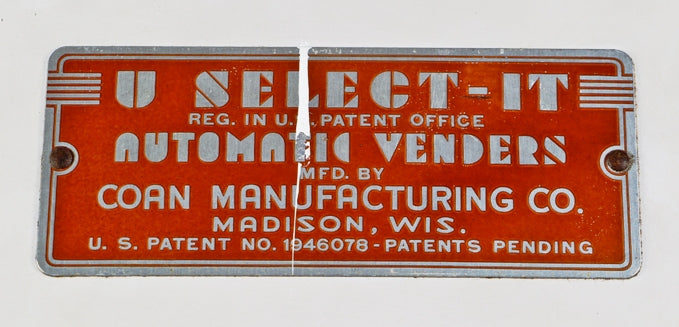 U SELECT-IT
REG. IN U.S. PATENT OFFICE
AUTOMATIC VENDERS
MFD. BY
COAN MANUFACTURING CO.
MADISON, WIS.
U. S. PATENT NO. 1946078-PATENTS PENDING